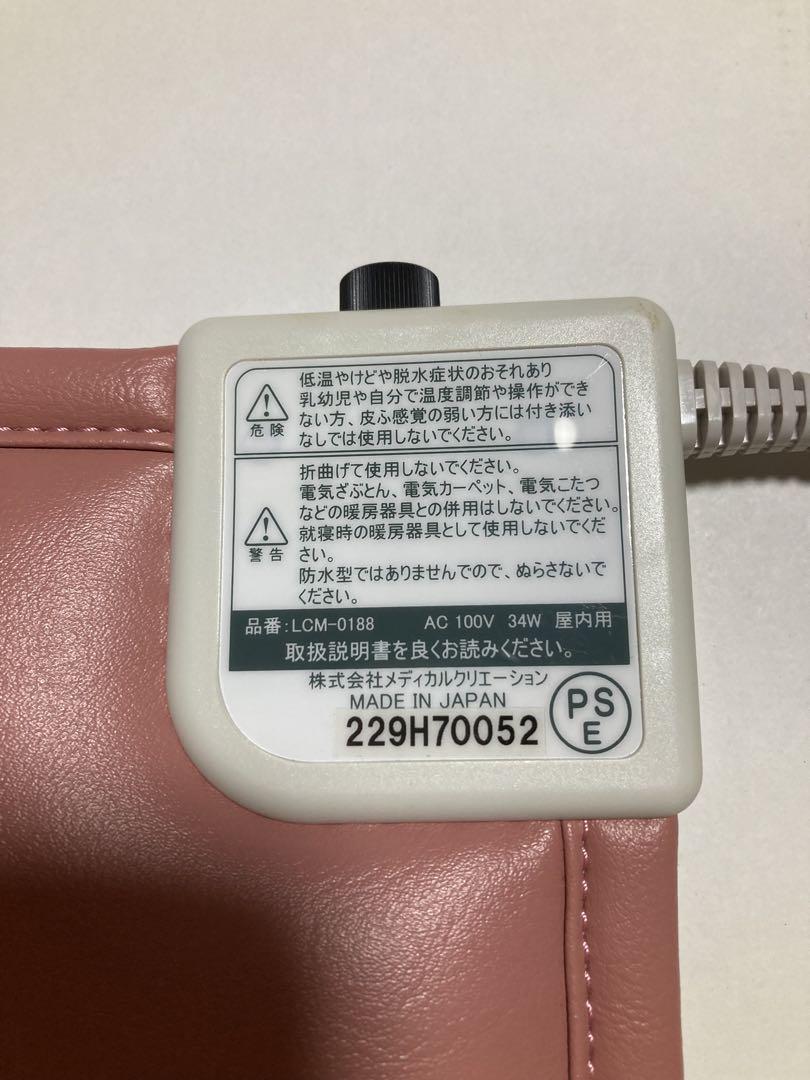 低温やけどや脱水症状のおそれあり
乳幼児や自分で温度調節や操作ができ
ない方、皮ふ感覚の弱い方には付き添い
なしでは使用しないでください。
危険
折曲げて使用しないでください。
電気ざぶとん、電気カーペット、電気こたつ
などの暖房器具との併用はしないでください。
就寝時の暖房器具として使用しないでくだ
さい。
防水型ではありませんでので、ぬらさないで
ください。
警告
品番:LCM-0188 AC 100V 34W 屋内用
取扱説明書を良くお読みください。
株式会社メディカルクリエーション
MADE IN JAPAN
229H70052
PS
E